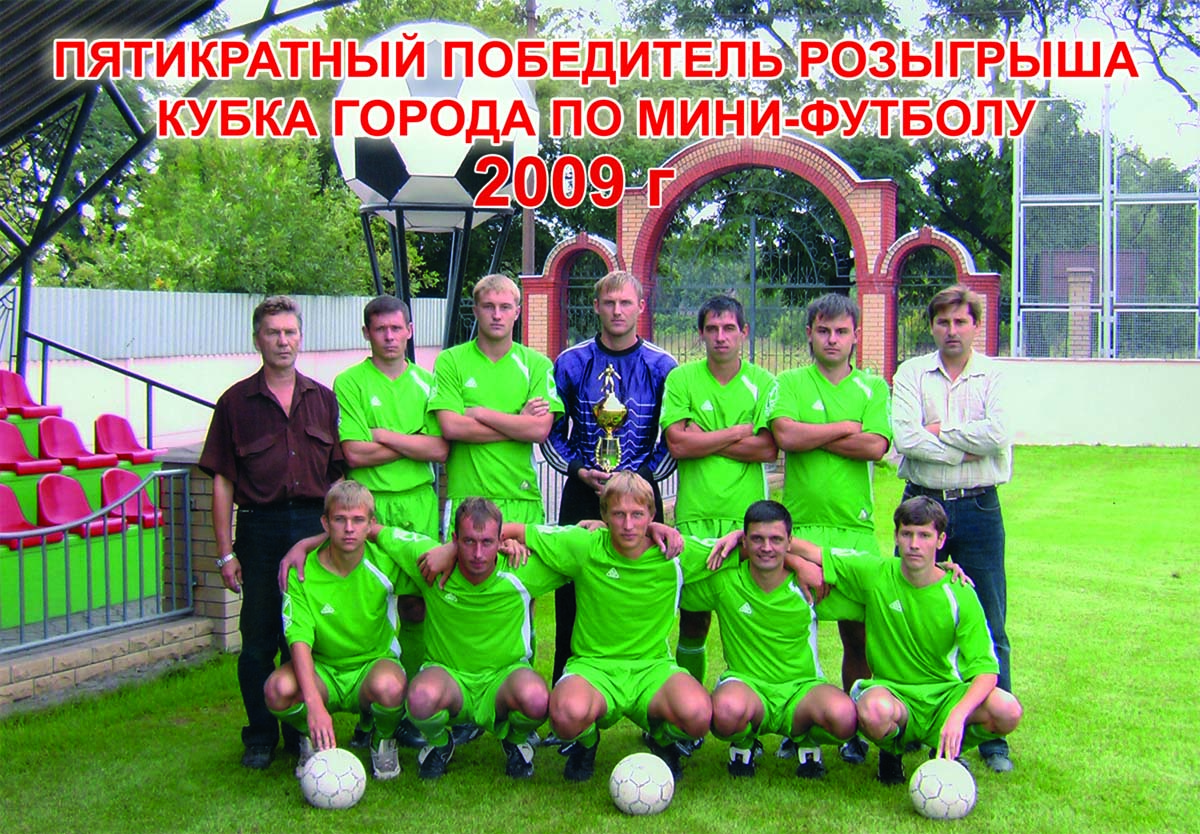 ПЯТИКРАТНЫЙ ПОБЕДИТЕЛЬ РОЗЫГРЫША
КУБКА ГОРОДА ПО МИНИ-ФУТБОЛУ
2009 г